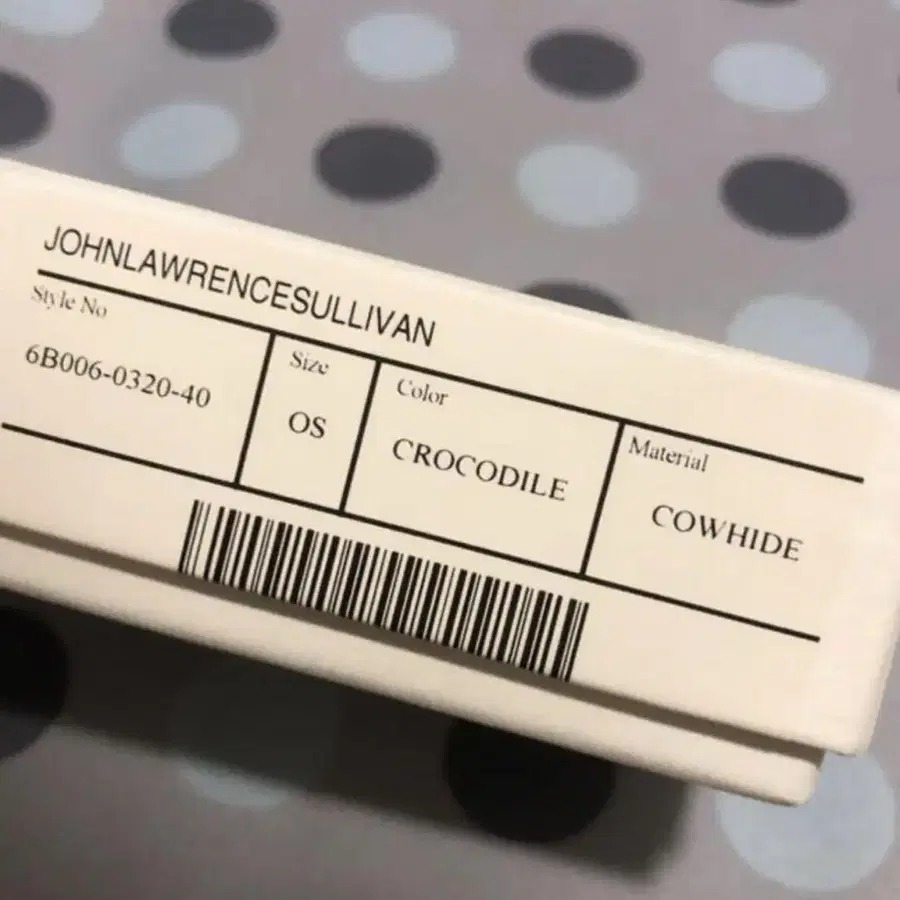 JOHNLAWRENCESULLIVAN
Style No
6B006-0320-40
Size
OS
Color
CROCODILE
Material
COWHIDE